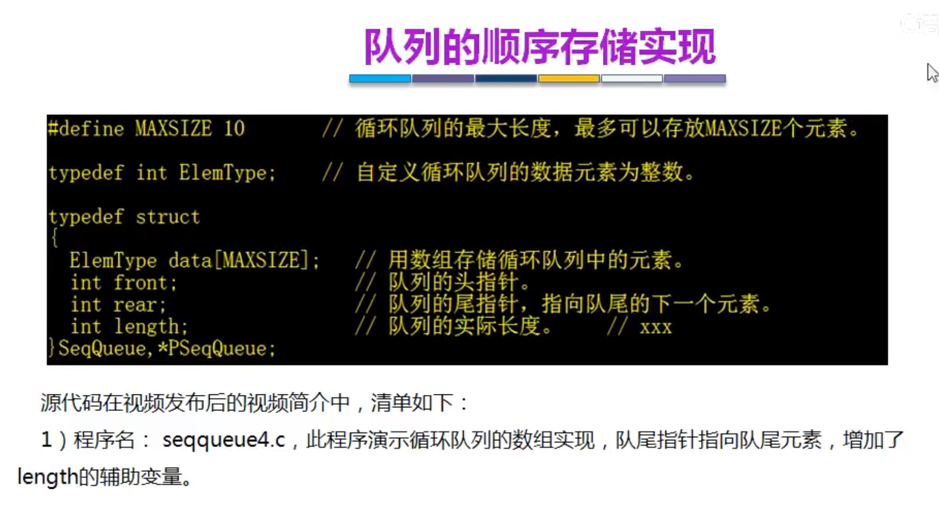 队列的顺序存储实现
#define MAXSIZE 10 // 循环队列的最大长度，最多可以存放MAXSIZE个元素。
typedef int ElemType; // 自定义循环队列的数据元素为整数。
typedef struct
{
ElemType data[MAXSIZE]; // 用数组存储循环队列中的元素。
int front; // 队列的头指针。
int rear; // 队列的尾指针，指向队尾的下一个元素。
int length; // 队列的实际长度。 // xxx
}SeqQueue,*PSeqQueue;
源代码在视频发布后的视频简介中，清单如下：
1）程序名： seqqueue4.c，此程序演示循环队列的数组实现，队尾指针指向队尾元素，增加了
length的辅助变量。